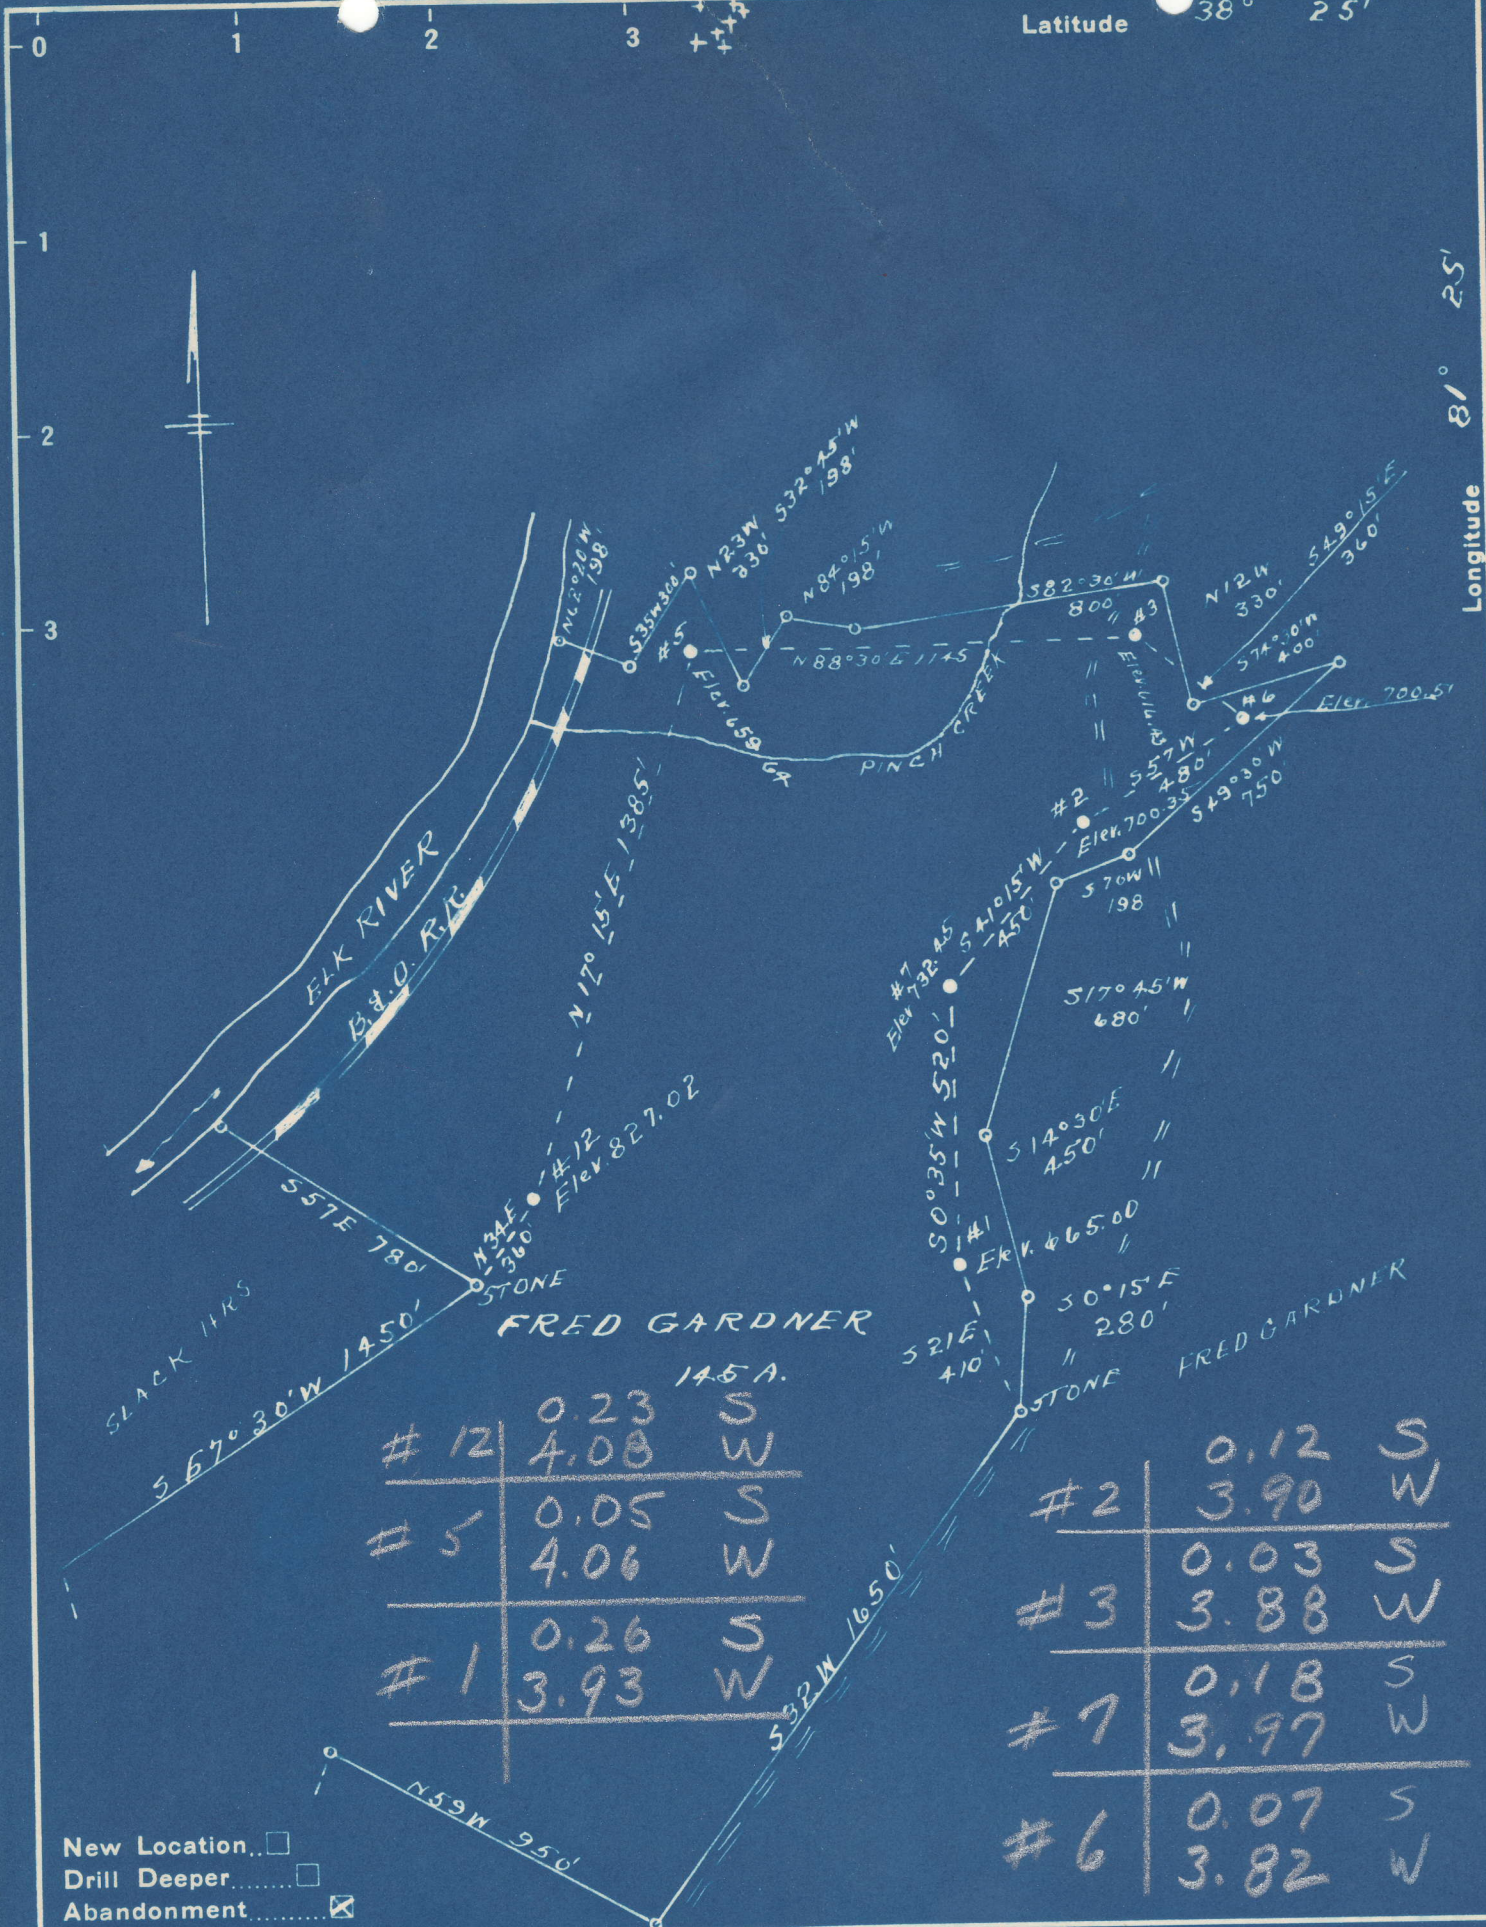 Latitude 38° 25'
0
1
2
3
1
2
3
Longitude 81° 25'
N68°20W
198'
S35W300'
N23W
330'
S32°45'W
198'
N84°15'W
198'
S82°30'W
800'
N12W
330'
S49°15'E
360'
S74°30'W
400'
#5
Elev. 658
64
N88°30'E 1145
#3
#6
Elev. 700.51
PINCH CREEK
S57W
480'
S49°30W
750'
#2
Elev. 700.35
S70W
198
ELK RIVER
B.&O. R.R.
N17°15'E 1385'
S41°15'W
450'
#7
Elev 732.45
S17°45'W
680'
S0°35'W 520'
S14°30'E
450'
#12
Elev. 827.02
S57E 780'
N34E
360'
STONE
#1
Elev. 665.00
S0°15'E
280'
S21E
410'
STONE
FRED GARDNER
145 A.
FRED GARDNER
SLACK HRS
S67°30'W 1450'
#12 0.23 S
4.08 W
#5 0.05 S
4.06 W
#1 0.26 S
3.93 W
#2 0.12 S
3.90 W
#3 0.03 S
3.88 W
#7 0.18 S
3.97 W
#6 0.07 S
3.82 W
S32W 1650'
N59W 950'
New Location..
Drill Deeper........
Abandonment..........